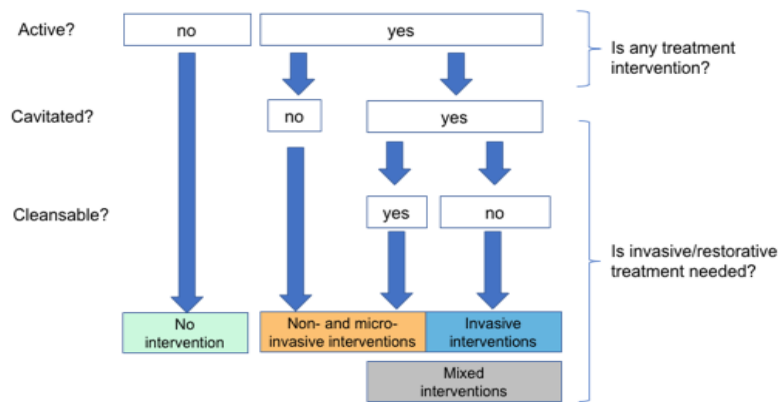 Active?
no
yes
Is any treatment
intervention?
Cavitated?
no
yes
Cleansable?
yes
no
Is invasive/restorative
treatment needed?
No
intervention
Non- and micro-
invasive interventions
Invasive
interventions
Mixed
interventions